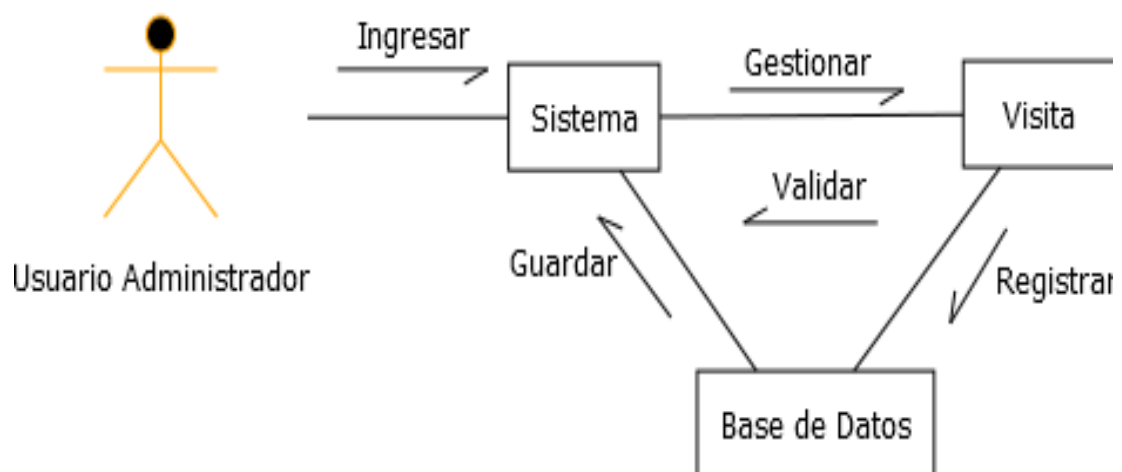 Ingresar
Gestionar
Sistema
Visita
Validar
Guardar
Usuario Administrador
Registrar
Base de Datos